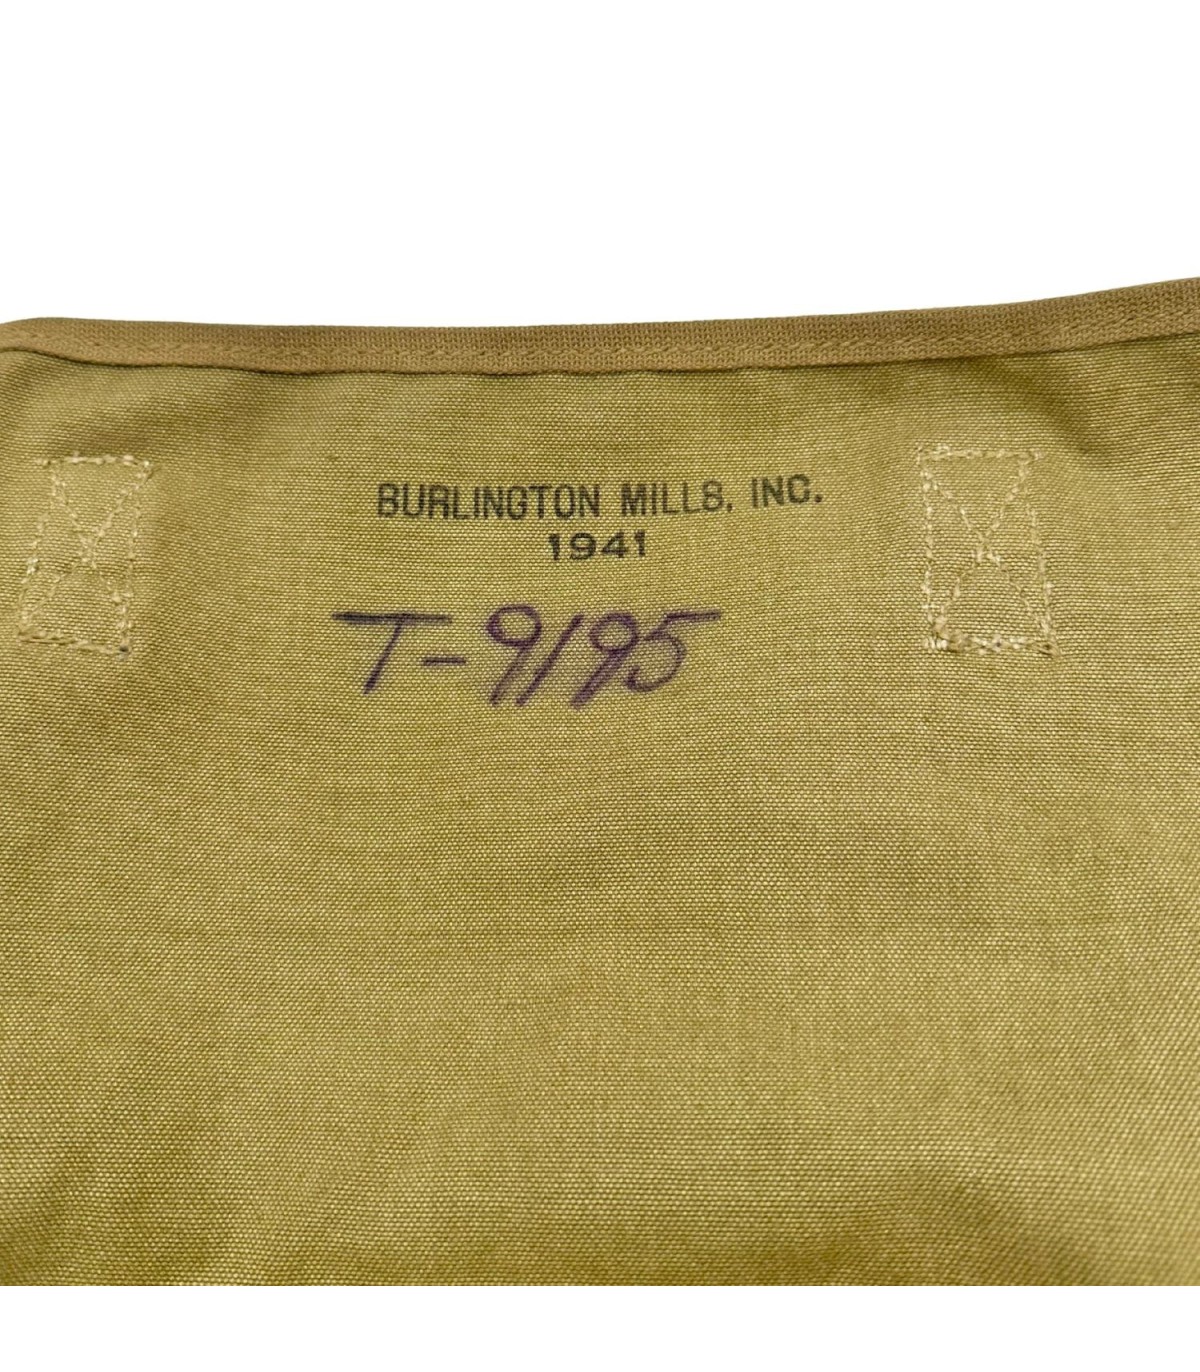 BURLINGTON MILLS, INC.
1941
T-9195